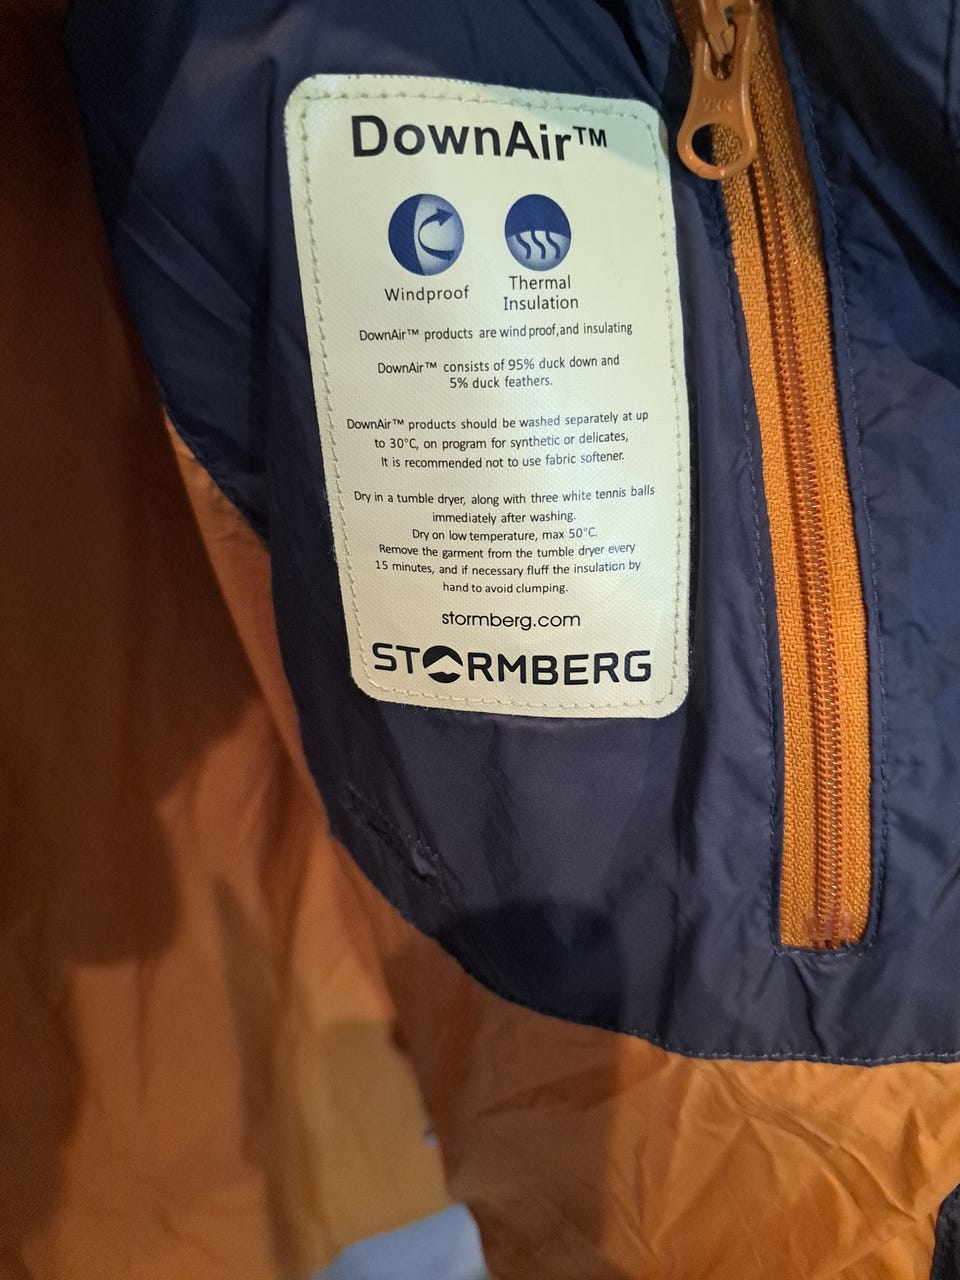 DownAir™
Windproof
Thermal
Insulation
DownAir™ products are windproof,and insulating
DownAir™ consists of 95% duck down and
5% duck feathers.
DownAir™ products should be washed separately at up
to 30°C, on program for synthetic or delicates,
It is recommended not to use fabric softener.
Dry in a tumble dryer, along with three white tennis balls
immediately after washing.
Dry on low temperature, max 50°C.
Remove the garment from the tumble dryer every
15 minutes, and if necessary fluff the insulation by
hand to avoid clumping.
stormberg.com
STORMBERG